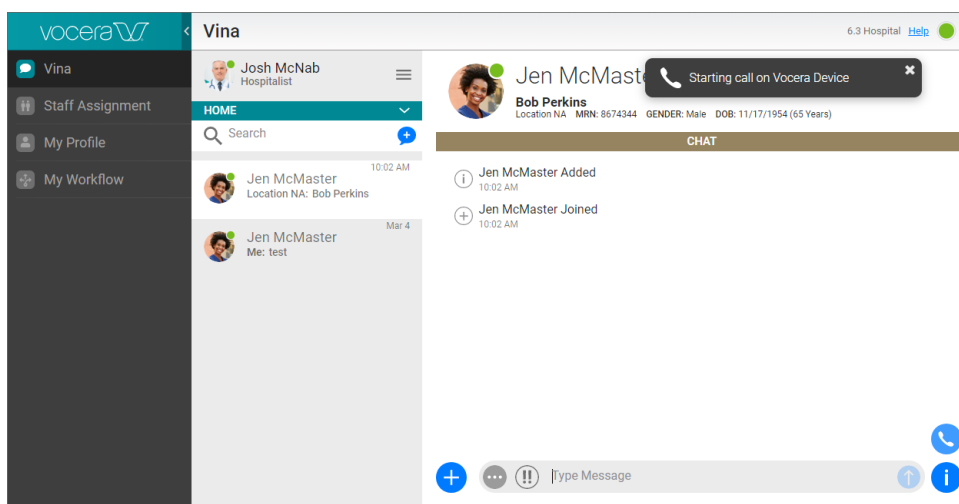 vocera
Vina
6.3 Hospital Help
Vina
Staff Assignment
My Profile
My Workflow
Josh McNab
Hospitalist
HOME
Search
10:02 AM
Jen McMaster
Location NA: Bob Perkins
Mar 4
Jen McMaster
Me: test
Jen McMast
Starting call on Vocera Device
Bob Perkins
Location NA MRN: 8674344 GENDER: Male DOB: 11/17/1954 (65 Years)
CHAT
Jen McMaster Added
10:02 AM
Jen McMaster Joined
10:02 AM
Type Message